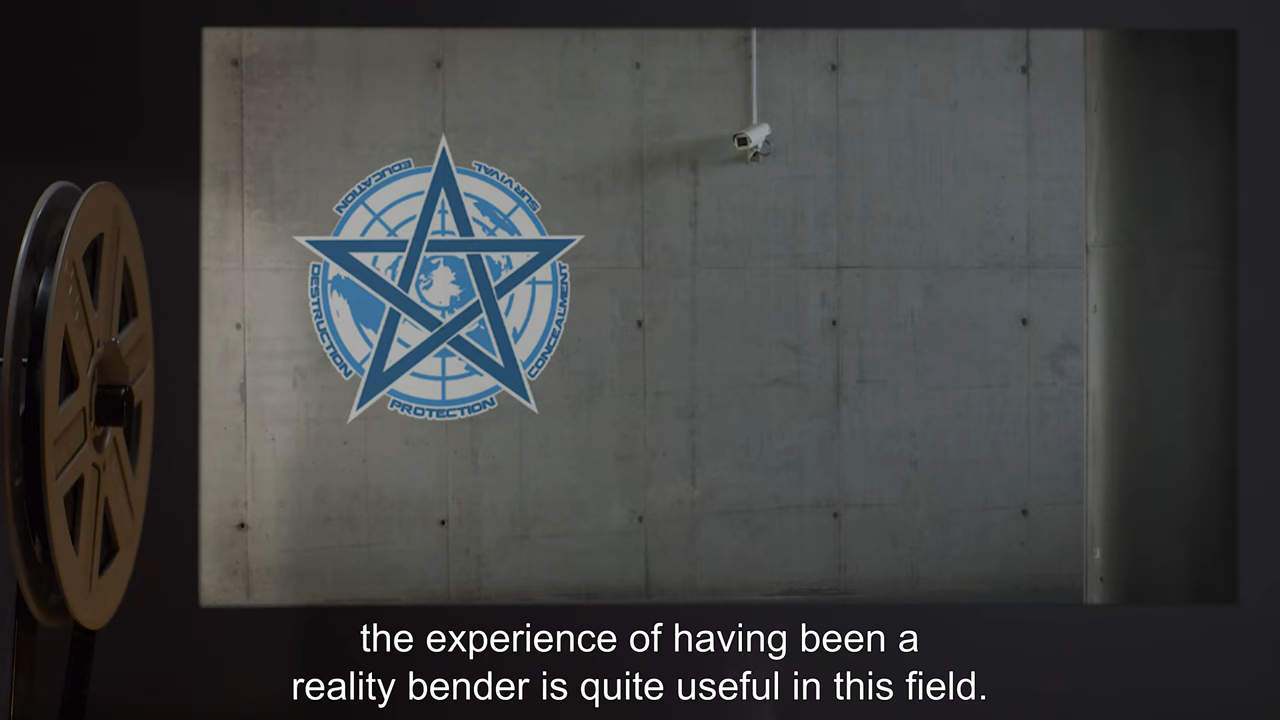 EDUCATION
SURVIVAL
DESTRUCTION
CONCEALMENT
PROTECTION
the experience of having been a
reality bender is quite useful in this field.